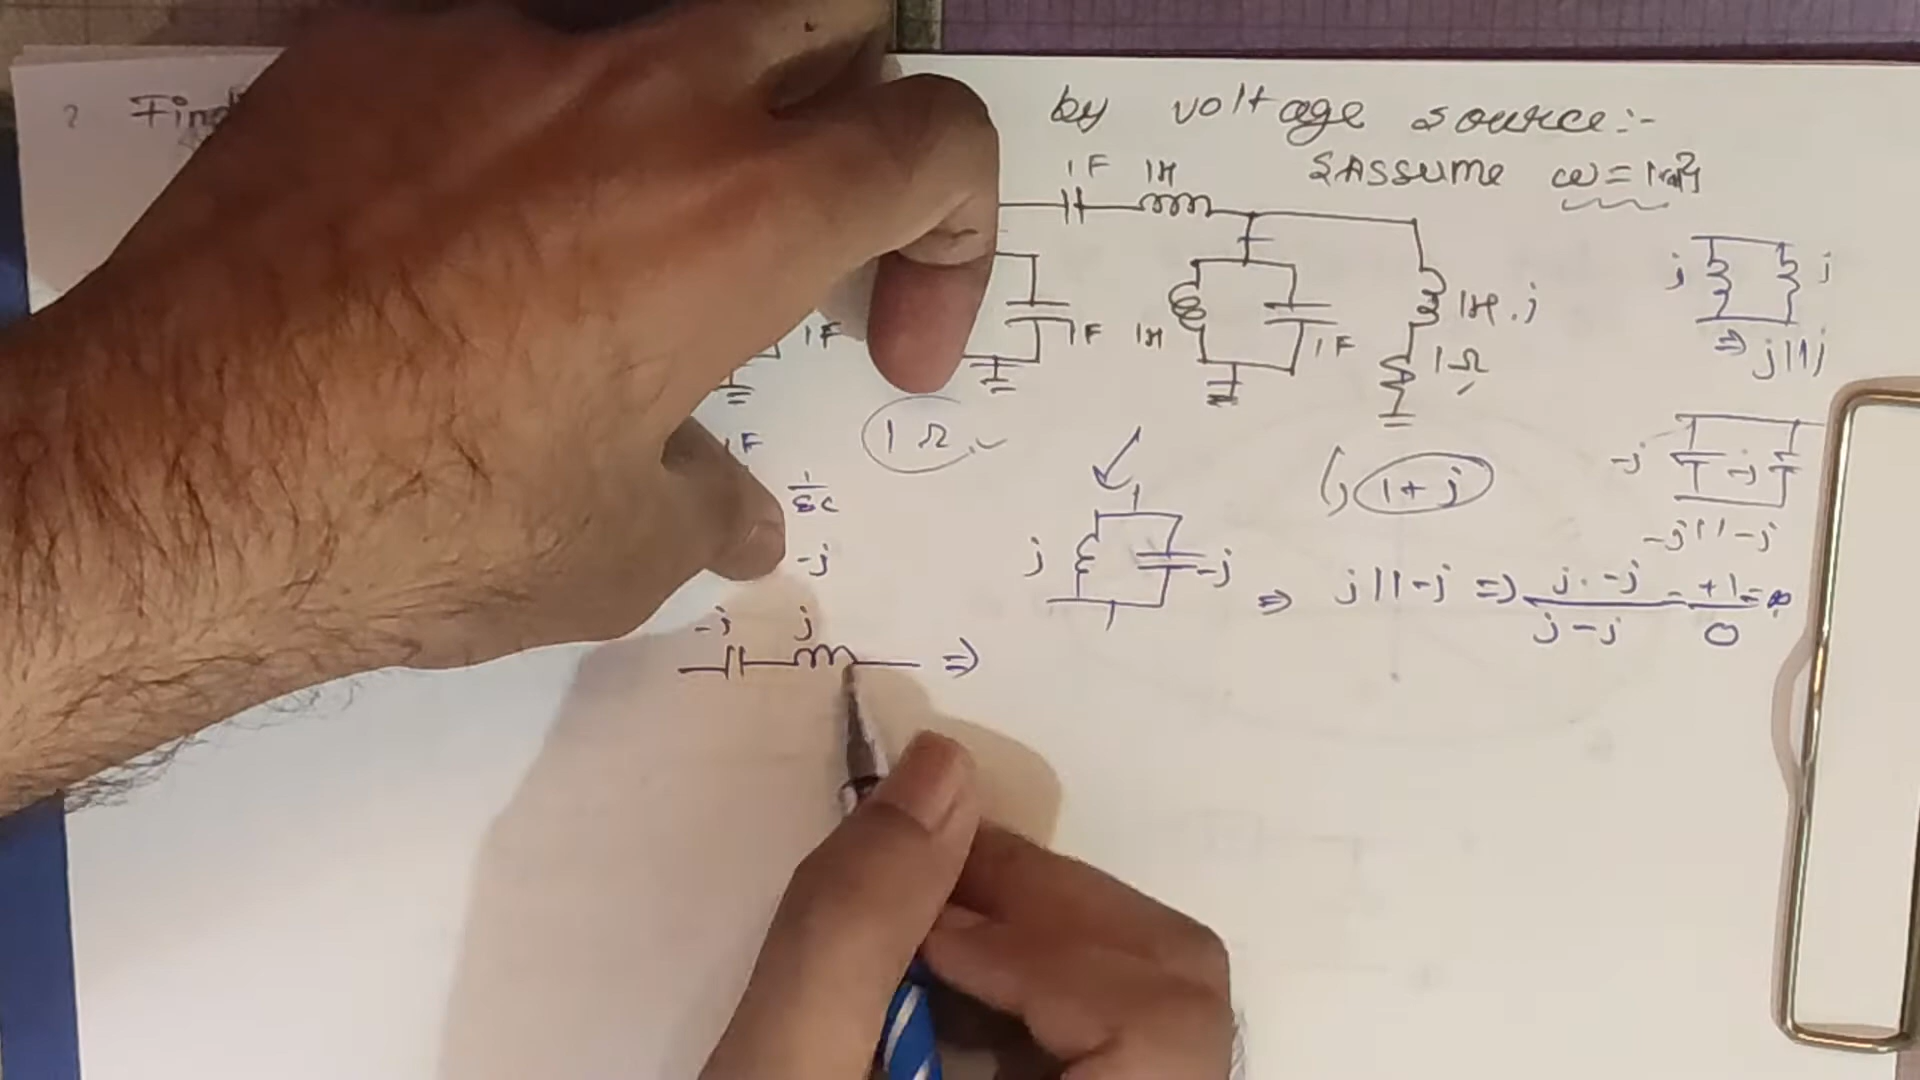 ? Find by voltage source:-
1F 1H
Assume ω=1
1F 1F 1H 1F 1H.j
1Ω
j j
⇒ j||j
1F 1Ω
1/sC
1+j
-j -j
-j||-j
-j j -j ⇒ j||-j ⇒ j.-j/j-j = +1/0 = ∞
-j j ⇒